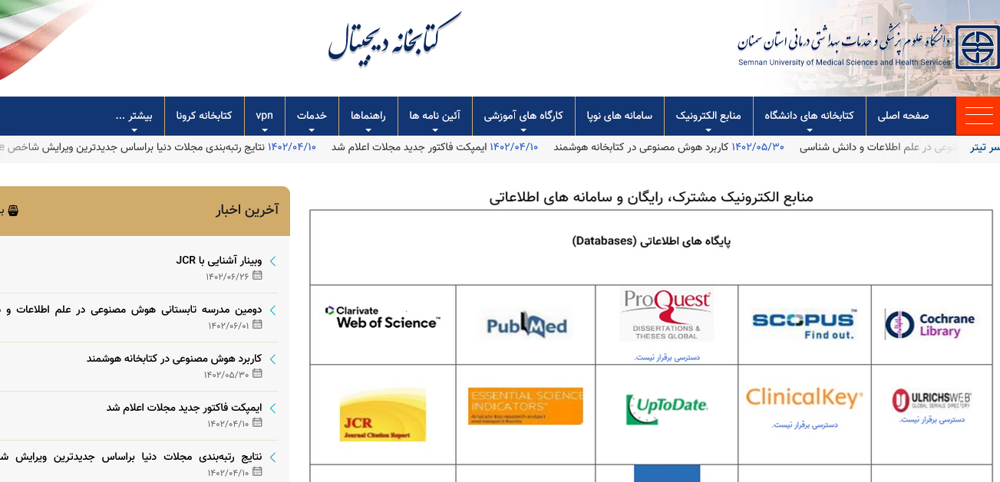 کتابخانه دیجیتال
دانشگاه علوم پزشکی و خدمات بهداشتی درمانی استان سمنان
Semnan University of Medical Sciences and Health Services
صفحه اصلی
کتابخانه های دانشگاه
منابع الکترونیک
سامانه های نوپا
کارگاه های آموزشی
آئین نامه ها
راهنماها
خدمات
vpn
کتابخانه کرونا
بیشتر ...
سر تیتر
در علم اطلاعات و دانش شناسی ۱۴۰۲/۰۵/۳۰ کاربرد هوش مصنوعی در کتابخانه هوشمند ۱۴۰۲/۰۴/۱۰ ایمپکت فاکتور جدید مجلات اعلام شد ۱۴۰۲/۰۴/۱۰ نتایج رتبه‌بندی مجلات دنیا براساس جدیدترین ویرایش شاخص
منابع الکترونیک مشترک، رایگان و سامانه های اطلاعاتی
پایگاه های اطلاعاتی (Databases)
Cochrane
Library
SCOPUS™
Find out.
ProQuest
DISSERTATIONS &
THESES GLOBAL
دسترسی برقرار نیست.
PubMed
Clarivate
Web of Science™
ULRICHSWEB
GLOBAL SERIALS DIRECTORY
دسترسی برقرار نیست.
ClinicalKey
دسترسی برقرار نیست.
UpToDate
ESSENTIAL SCIENCE
INDICATORS
JCR
Journal Citation Report
آخرین اخبار
وبینار آشنایی با JCR
۱۴۰۲/۰۶/۲۶
دومین مدرسه تابستانی هوش مصنوعی در علم اطلاعات و
۱۴۰۲/۰۶/۰۱
کاربرد هوش مصنوعی در کتابخانه هوشمند
۱۴۰۲/۰۵/۳۰
ایمپکت فاکتور جدید مجلات اعلام شد
۱۴۰۲/۰۴/۱۰
نتایج رتبه‌بندی مجلات دنیا براساس جدیدترین ویرایش
۱۴۰۲/۰۴/۱۰